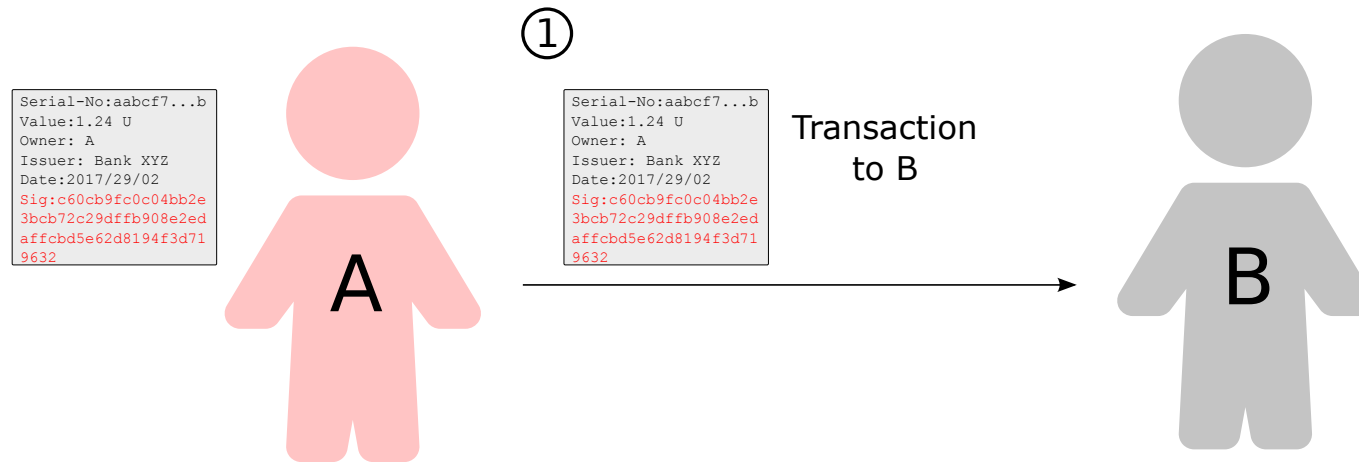 ①
Serial-No:aabcf7...b
Value:1.24 U
Owner: A
Issuer: Bank XYZ
Date:2017/29/02
Sig:c60cb9fc0c04bb2e
3bcb72c29dffb908e2ed
affcbd5e62d8194f3d71
9632
A
Serial-No:aabcf7...b
Value:1.24 U
Owner: A
Issuer: Bank XYZ
Date:2017/29/02
Sig:c60cb9fc0c04bb2e
3bcb72c29dffb908e2ed
affcbd5e62d8194f3d71
9632
Transaction
to B
B